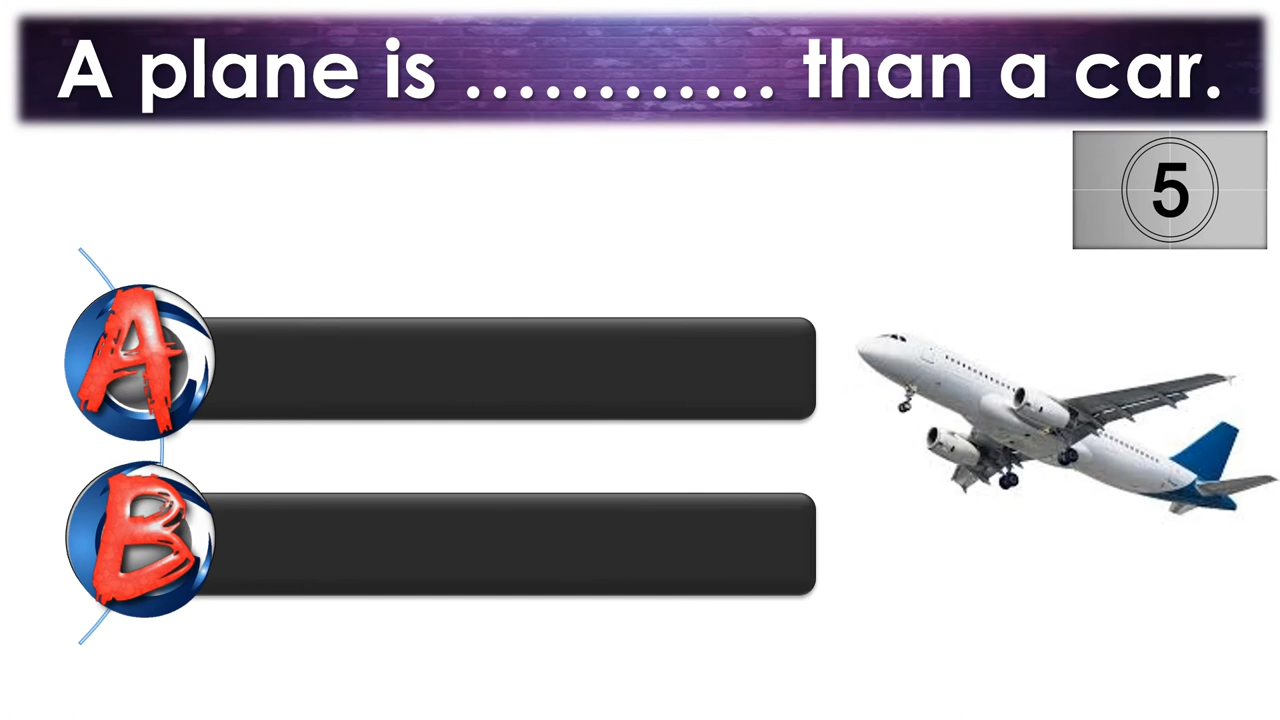 A plane is ............ than a car.
5
A
B